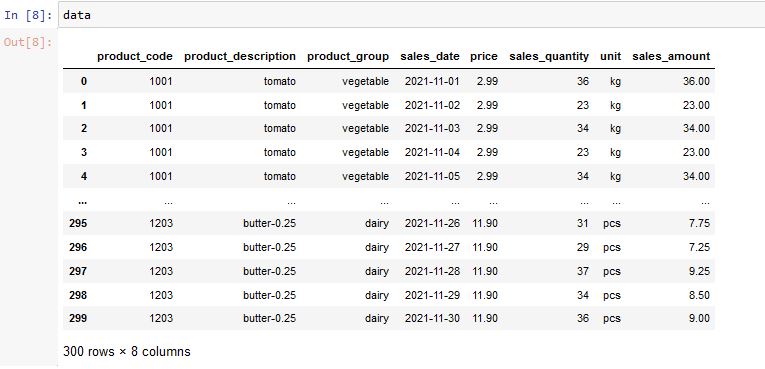 In [8]: data
Out[8]:
product_code product_description product_group sales_date price sales_quantity unit sales_amount
0 1001 tomato vegetable 2021-11-01 2.99 36 kg 36.00
1 1001 tomato vegetable 2021-11-02 2.99 23 kg 23.00
2 1001 tomato vegetable 2021-11-03 2.99 34 kg 34.00
3 1001 tomato vegetable 2021-11-04 2.99 23 kg 23.00
4 1001 tomato vegetable 2021-11-05 2.99 34 kg 34.00
... ... ... ... ... ... ... ... ...
295 1203 butter-0.25 dairy 2021-11-26 11.90 31 pcs 7.75
296 1203 butter-0.25 dairy 2021-11-27 11.90 29 pcs 7.25
297 1203 butter-0.25 dairy 2021-11-28 11.90 37 pcs 9.25
298 1203 butter-0.25 dairy 2021-11-29 11.90 34 pcs 8.50
299 1203 butter-0.25 dairy 2021-11-30 11.90 36 pcs 9.00
300 rows × 8 columns